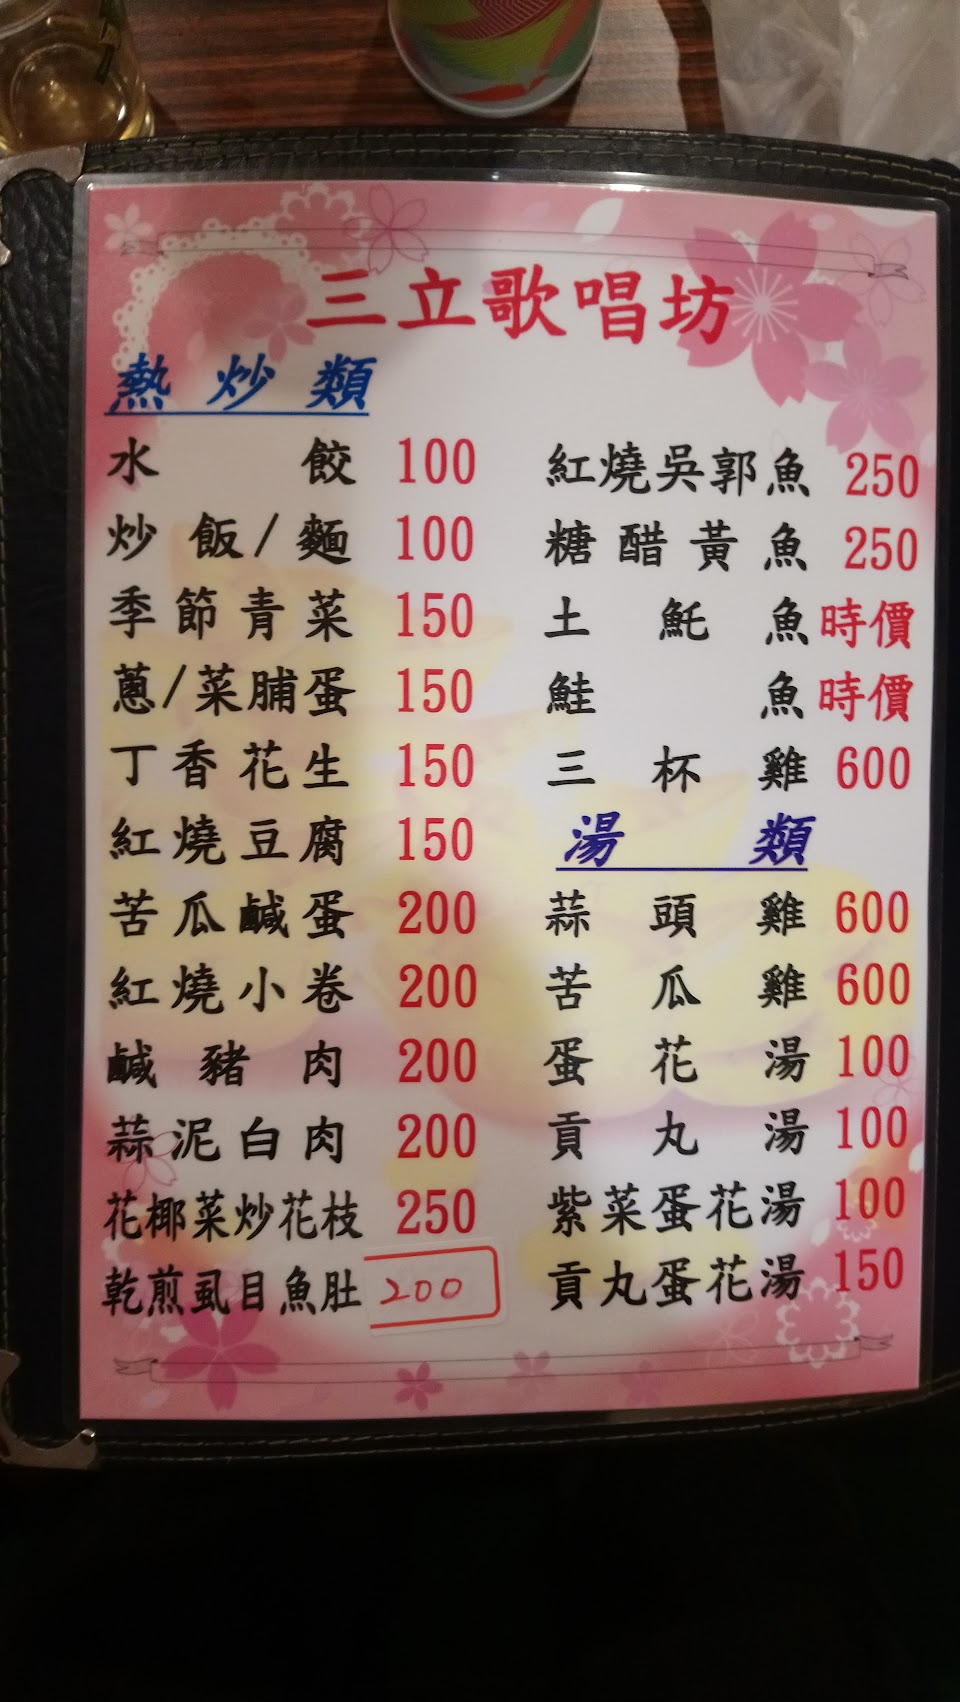 三立歌唱坊
熱炒類
水餃 100
炒飯/麵 100
季節青菜 150
蔥/菜脯蛋 150
丁香花生 150
紅燒豆腐 150
苦瓜鹹蛋 200
紅燒小卷 200
鹹豬肉 200
蒜泥白肉 200
花椰菜炒花枝 250
乾煎虱目魚肚 200
紅燒吳郭魚 250
糖醋黃魚 250
土魠魚 時價
鮭魚 時價
三杯雞 600
湯類
蒜頭雞 600
苦瓜雞 600
蛋花湯 100
貢丸湯 100
紫菜蛋花湯 100
貢丸蛋花湯 150